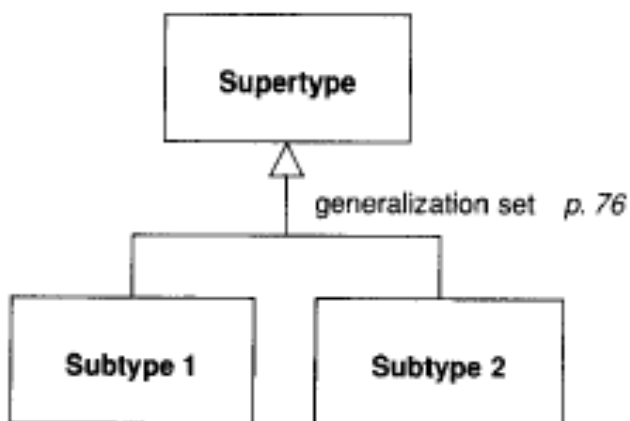 Supertype
generalization set p. 76
Subtype 1
Subtype 2